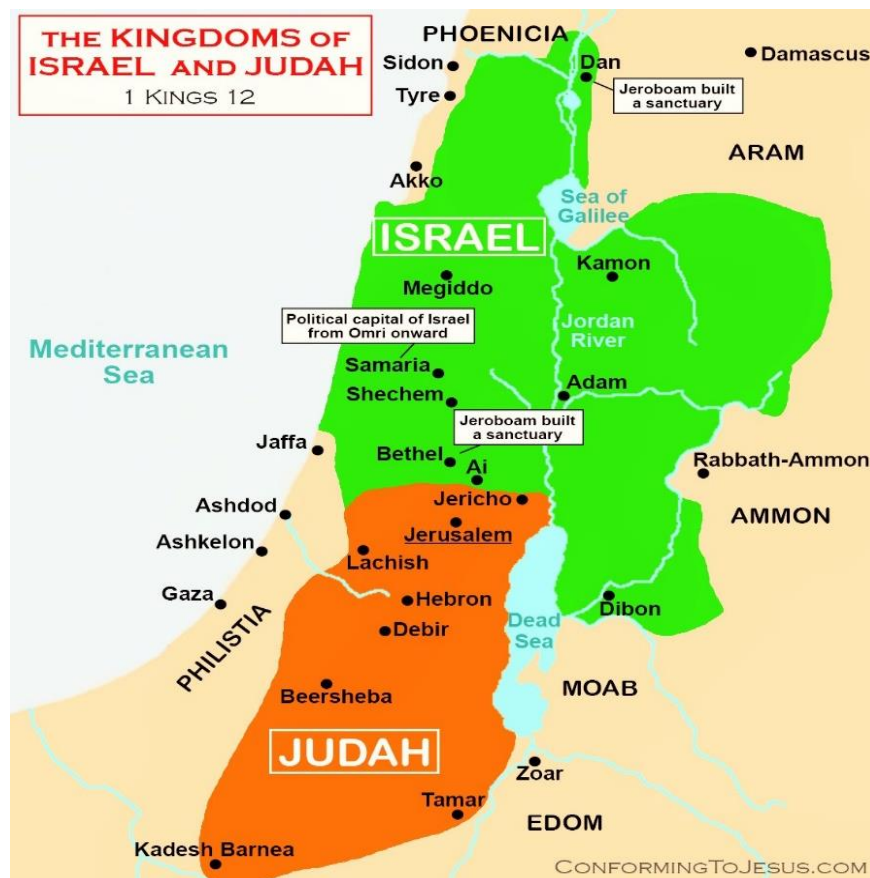 THE KINGDOMS OF
ISRAEL AND JUDAH
1 KINGS 12
PHOENICIA
Sidon
Dan
Damascus
Tyre
Jeroboam built
a sanctuary
ARAM
Akko
Sea of
Galilee
ISRAEL
Kamon
Megiddo
Political capital of Israel
from Omri onward
Jordan
River
Mediterranean
Sea
Samaria
Adam
Shechem
Jeroboam built
a sanctuary
Jaffa
Bethel
Ai
Rabbath-Ammon
Jericho
Ashdod
AMMON
Jerusalem
Ashkelon
Lachish
Gaza
Hebron
Dibon
Dead
Sea
Debir
PHILISTIA
MOAB
Beersheba
JUDAH
Zoar
Tamar
EDOM
Kadesh Barnea
CONFORMINGTOJESUS.COM